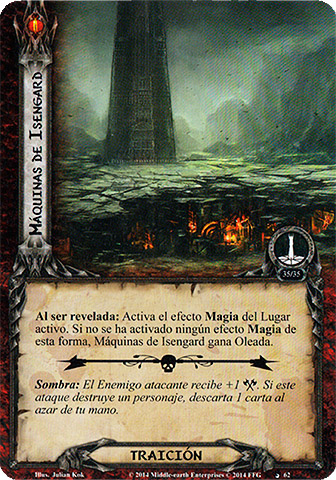 MÁQUINAS DE ISENGARD
35/35
Al ser revelada: Activa el efecto Magia del Lugar
activo. Si no se ha activado ningún efecto Magia de
esta forma, Máquinas de Isengard gana Oleada.
Sombra: El Enemigo atacante recibe +1 . Si este
ataque destruye un personaje, descarta 1 carta al
azar de tu mano.
TRAICIÓN
Illus. Julian Kok © 2014 Middle-earth Enterprises © 2014 FFG 62